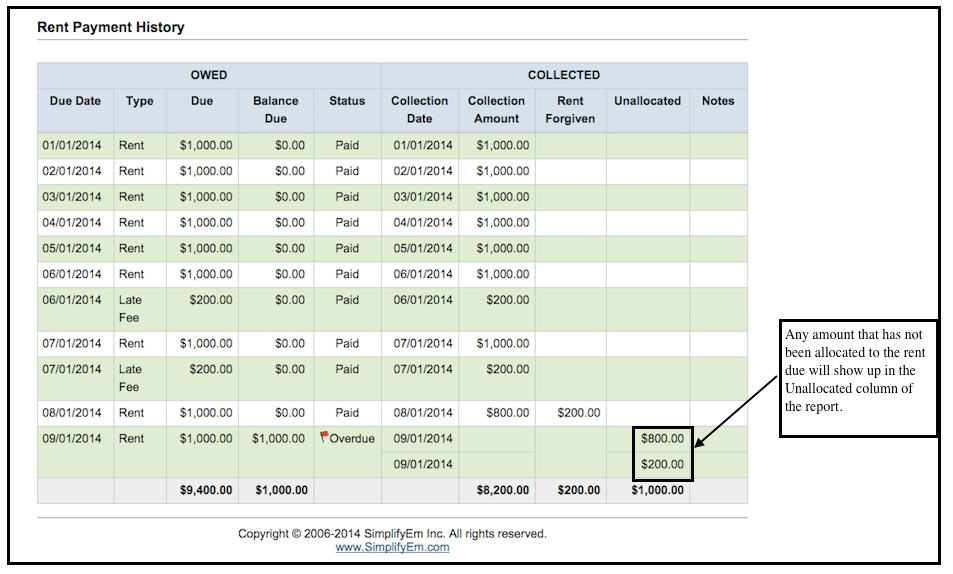 Rent Payment History
OWED COLLECTED
Due Date Type Due Balance Due Status Collection Date Collection Amount Rent Forgiven Unallocated Notes
01/01/2014 Rent $1,000.00 $0.00 Paid 01/01/2014 $1,000.00
02/01/2014 Rent $1,000.00 $0.00 Paid 02/01/2014 $1,000.00
03/01/2014 Rent $1,000.00 $0.00 Paid 03/01/2014 $1,000.00
04/01/2014 Rent $1,000.00 $0.00 Paid 04/01/2014 $1,000.00
05/01/2014 Rent $1,000.00 $0.00 Paid 05/01/2014 $1,000.00
06/01/2014 Rent $1,000.00 $0.00 Paid 06/01/2014 $1,000.00
06/01/2014 Late Fee $200.00 $0.00 Paid 06/01/2014 $200.00
07/01/2014 Rent $1,000.00 $0.00 Paid 07/01/2014 $1,000.00
07/01/2014 Late Fee $200.00 $0.00 Paid 07/01/2014 $200.00
08/01/2014 Rent $1,000.00 $0.00 Paid 08/01/2014 $800.00 $200.00
09/01/2014 Rent $1,000.00 $1,000.00 Overdue 09/01/2014 $800.00
09/01/2014 $200.00
$9,400.00 $1,000.00 $8,200.00 $200.00 $1,000.00
Any amount that has not
been allocated to the rent
due will show up in the
Unallocated column of
the report.
Copyright © 2006-2014 SimplifyEm Inc. All rights reserved.
www.SimplifyEm.com